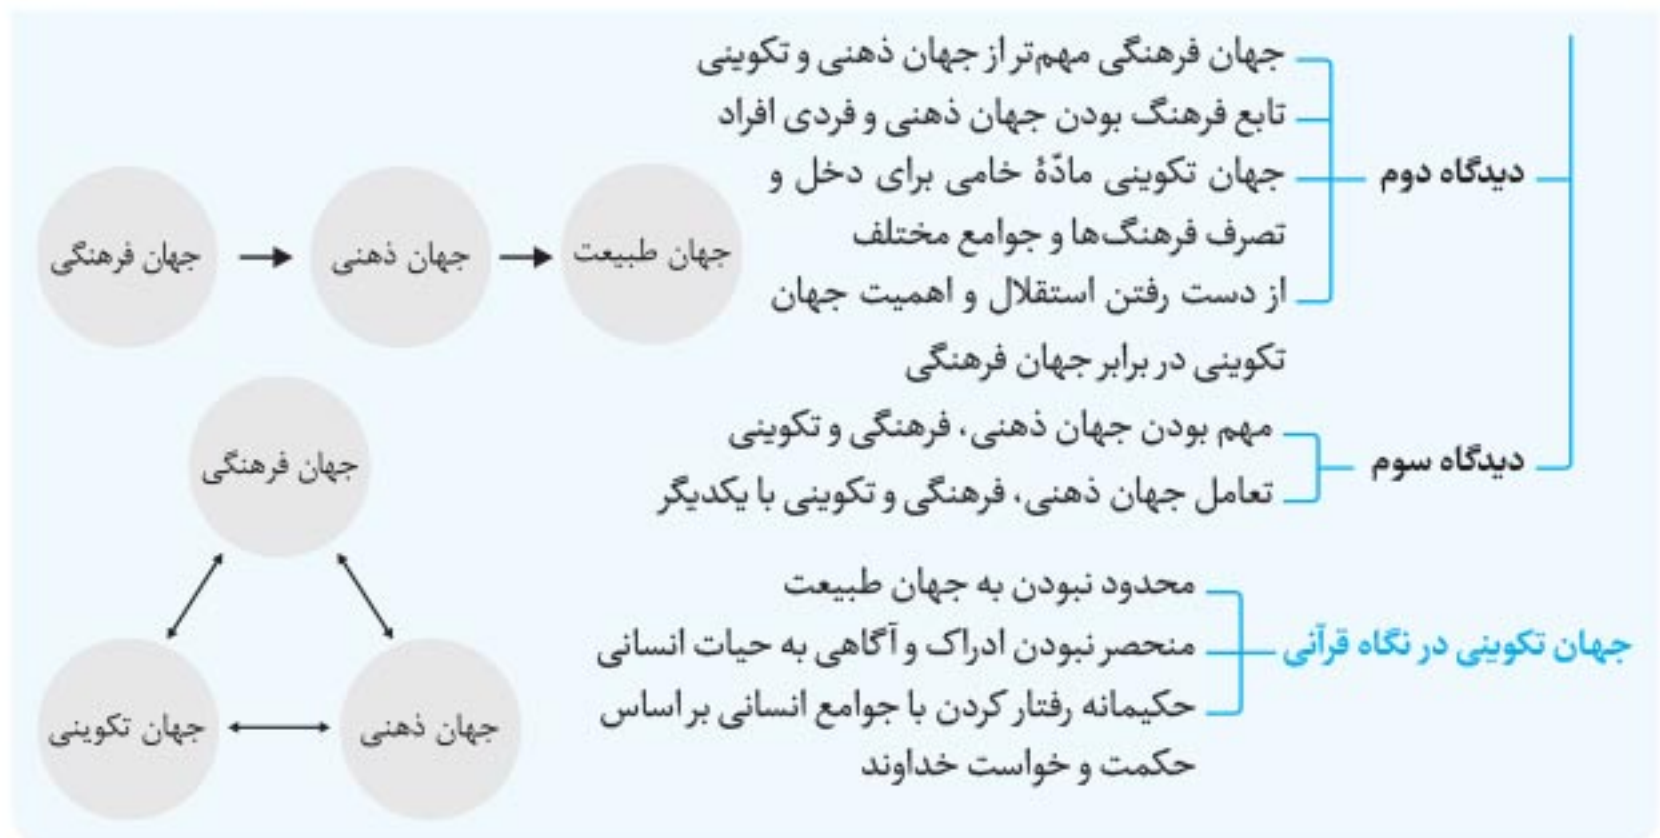 جهان فرهنگی مهم‌تر از جهان ذهنی و تکوینی
تابع فرهنگ بودن جهان ذهنی و فردی افراد
دیدگاه دوم
جهان تکوینی مادّهٔ خامی برای دخل و
تصرف فرهنگ‌ها و جوامع مختلف
از دست رفتن استقلال و اهمیت جهان
تکوینی در برابر جهان فرهنگی
جهان طبیعت
جهان ذهنی
جهان فرهنگی
دیدگاه سوم
مهم بودن جهان ذهنی، فرهنگی و تکوینی
تعامل جهان ذهنی، فرهنگی و تکوینی با یکدیگر
جهان فرهنگی
جهان ذهنی
جهان تکوینی
جهان تکوینی در نگاه قرآنی
محدود نبودن به جهان طبیعت
منحصر نبودن ادراک و آگاهی به حیات انسانی
حکیمانه رفتار کردن با جوامع انسانی بر اساس
حکمت و خواست خداوند